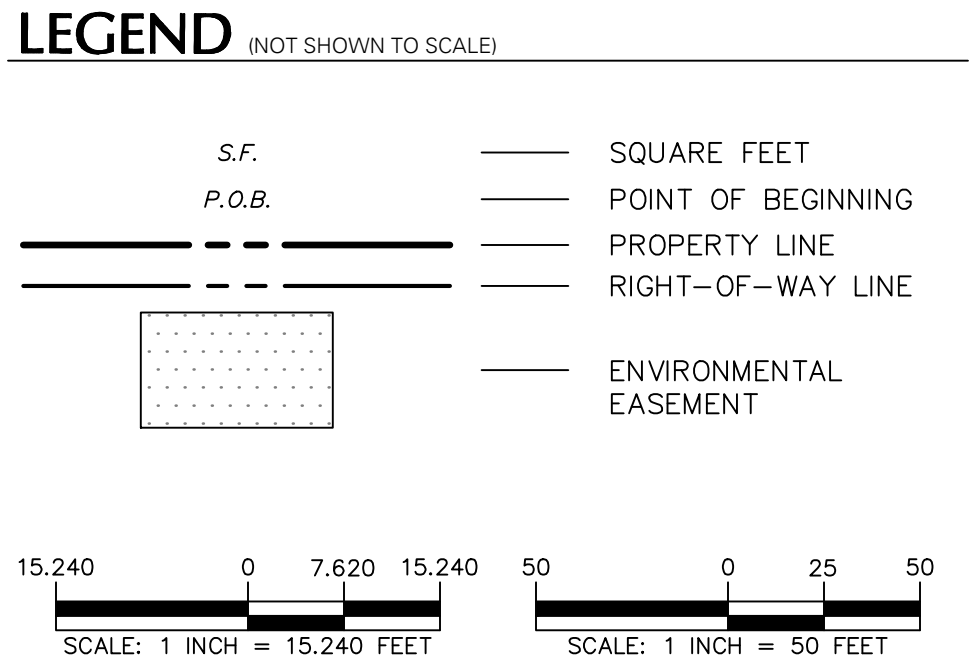 LEGEND (NOT SHOWN TO SCALE)
S.F. SQUARE FEET
P.O.B. POINT OF BEGINNING
PROPERTY LINE
RIGHT-OF-WAY LINE
ENVIRONMENTAL
EASEMENT
15.240 0 7.620 15.240
SCALE: 1 INCH = 15.240 FEET
50 0 25 50
SCALE: 1 INCH = 50 FEET